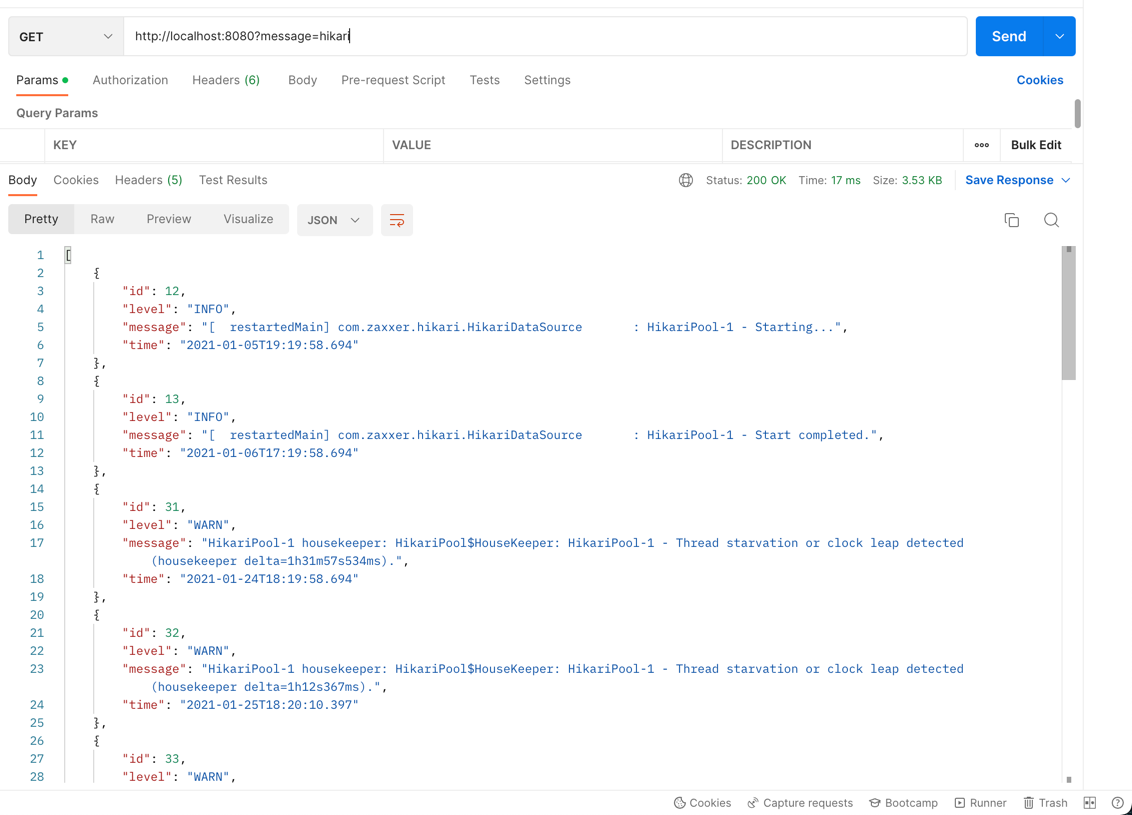 GET http://localhost:8080?message=hikari Send
Params Authorization Headers (6) Body Pre-request Script Tests Settings Cookies
Query Params
KEY VALUE DESCRIPTION ooo Bulk Edit
Body Cookies Headers (5) Test Results Status: 200 OK Time: 17 ms Size: 3.53 KB Save Response
Pretty Raw Preview Visualize JSON
1 [
2 {
3 "id": 12,
4 "level": "INFO",
5 "message": "[  restartedMain] com.zaxxer.hikari.HikariDataSource       : HikariPool-1 - Starting...",
6 "time": "2021-01-05T19:19:58.694"
7 },
8 {
9 "id": 13,
10 "level": "INFO",
11 "message": "[  restartedMain] com.zaxxer.hikari.HikariDataSource       : HikariPool-1 - Start completed.",
12 "time": "2021-01-06T17:19:58.694"
13 },
14 {
15 "id": 31,
16 "level": "WARN",
17 "message": "HikariPool-1 housekeeper: HikariPool$HouseKeeper: HikariPool-1 - Thread starvation or clock leap detected
(housekeeper delta=1h31m57s534ms).",
18 "time": "2021-01-24T18:19:58.694"
19 },
20 {
21 "id": 32,
22 "level": "WARN",
23 "message": "HikariPool-1 housekeeper: HikariPool$HouseKeeper: HikariPool-1 - Thread starvation or clock leap detected
(housekeeper delta=1h12s367ms).",
24 "time": "2021-01-25T18:20:10.397"
25 },
26 {
27 "id": 33,
28 "level": "WARN",
Cookies Capture requests Bootcamp Runner Trash